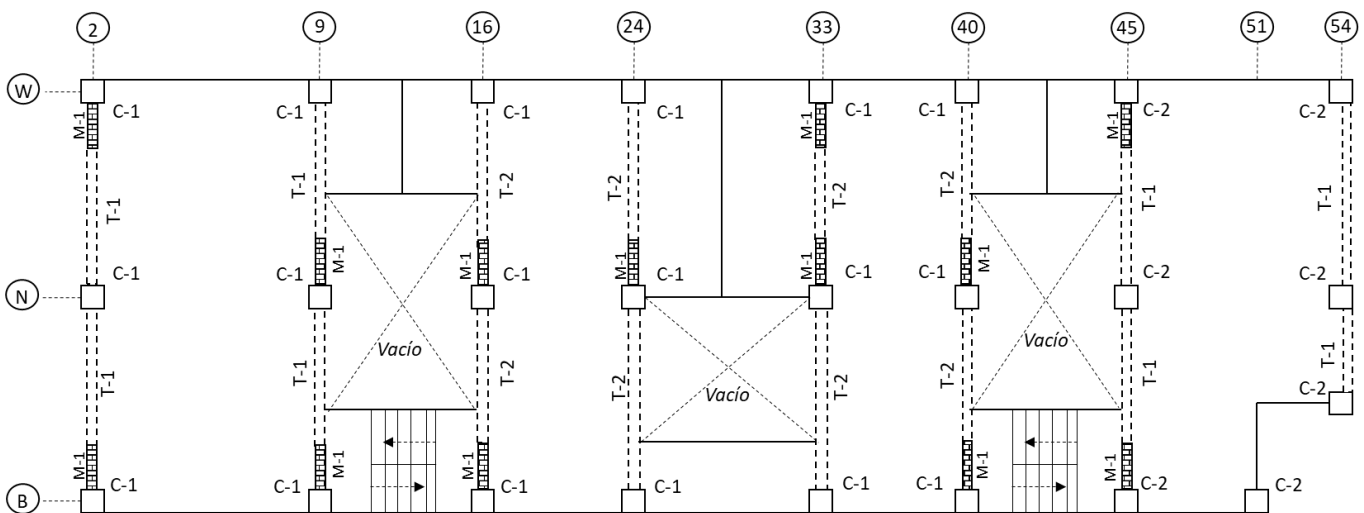 2 9 16 24 33 40 45 51 54
W
C-1 C-1 C-1 C-1 C-1 C-1 C-2 C-2
M-1 M-1 M-1
T-1 T-1 T-2 T-2 T-2 T-2 T-1 T-1
M-1 M-1 M-1 M-1 M-1
C-1 C-1 C-1 C-1 C-1 C-1 C-2 C-2
N
Vacío Vacío
T-1 T-1 T-2 T-2 T-2 T-2 T-1 T-1
Vacío
C-2
M-1 M-1 M-1 M-1 M-1
C-1 C-1 C-1 C-1 C-1 C-1 C-2 C-2
B